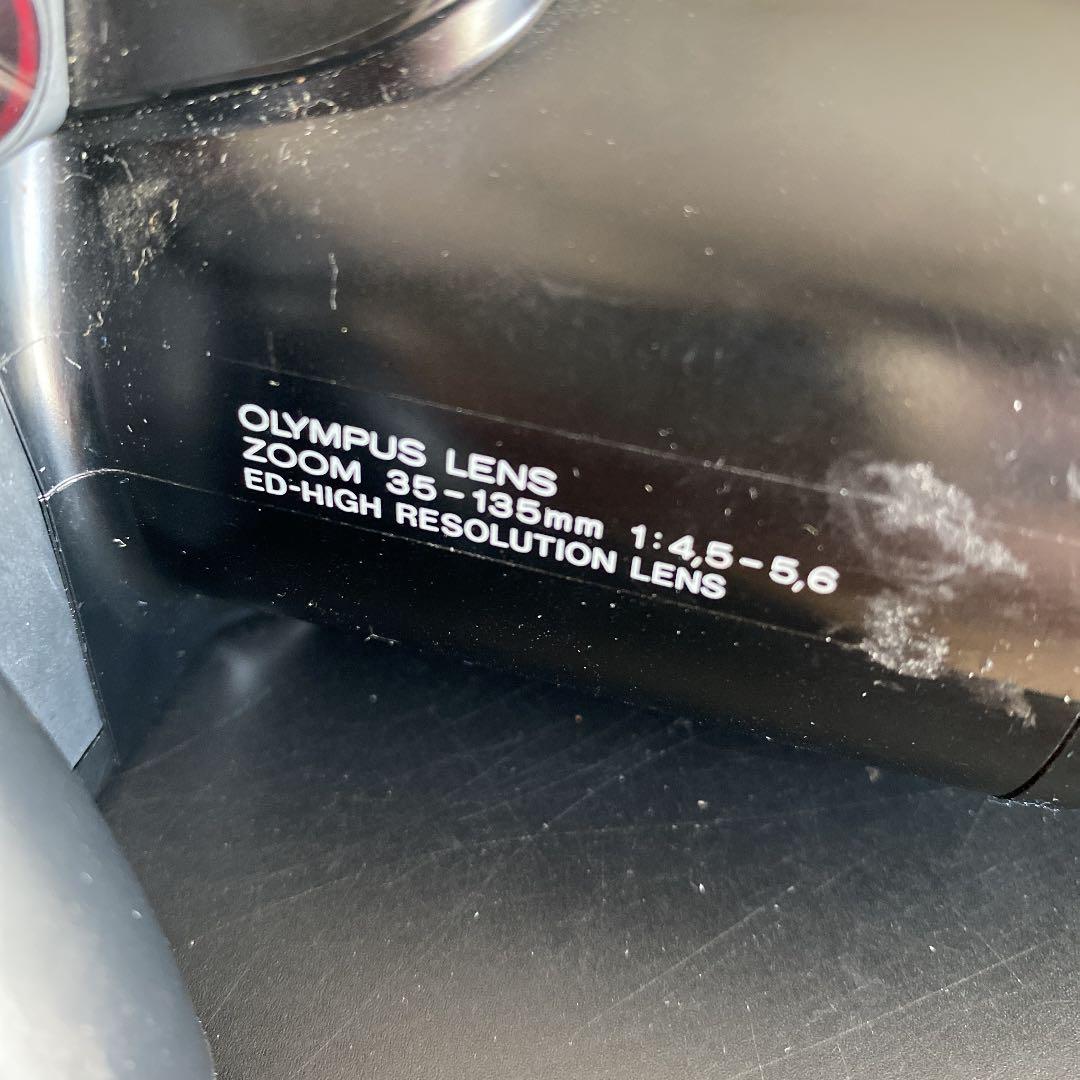 OLYMPUS LENS
ZOOM 35-135mm 1:4,5-5,6
ED-HIGH RESOLUTION LENS